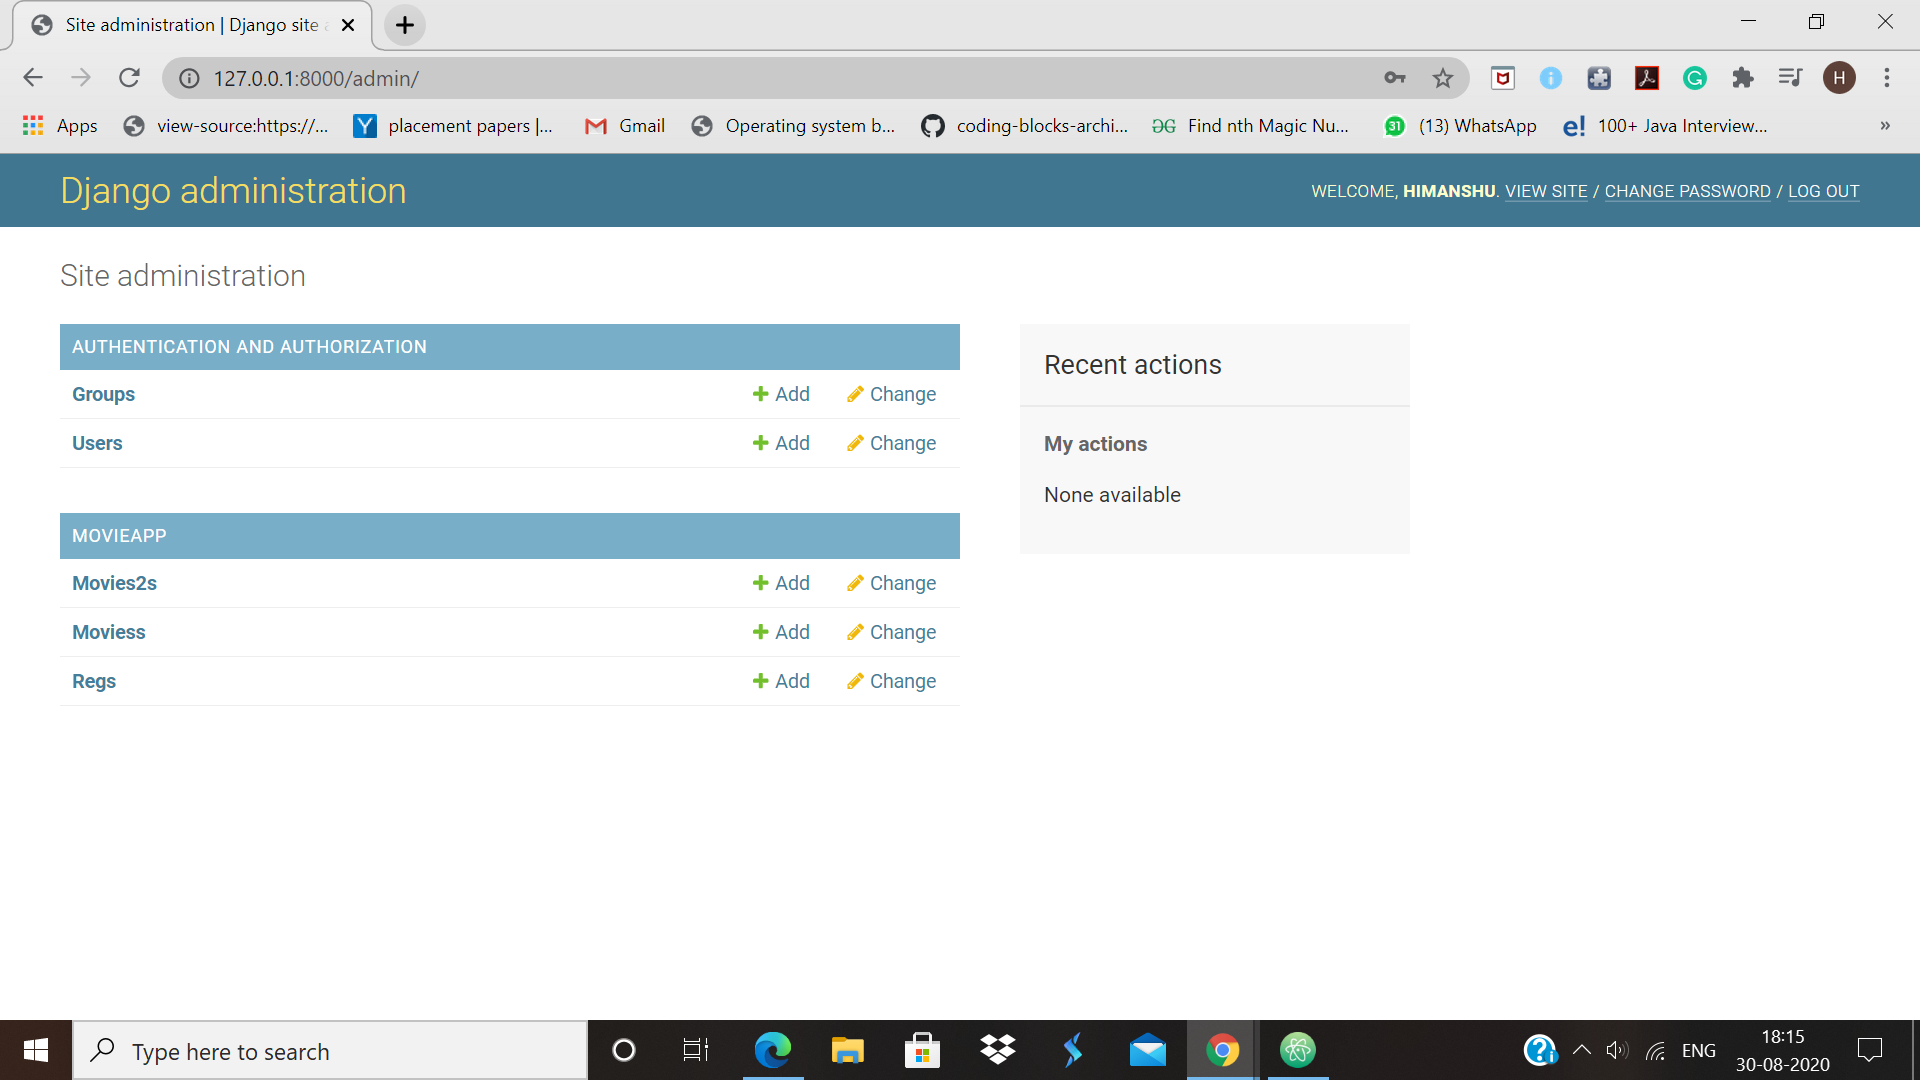 Site administration | Django site a
127.0.0.1:8000/admin/
H
Apps
view-source:https://...
Y
placement papers |...
Gmail
Operating system b...
coding-blocks-archi...
Find nth Magic Nu...
31
(13) WhatsApp
e!
100+ Java Interview...
»
Django administration
WELCOME, HIMANSHU. VIEW SITE / CHANGE PASSWORD / LOG OUT
Site administration
AUTHENTICATION AND AUTHORIZATION
Groups Add Change
Users Add Change
MOVIEAPP
Movies2s Add Change
Moviess Add Change
Regs Add Change
Recent actions
My actions
None available
Type here to search
ENG
18:15
30-08-2020